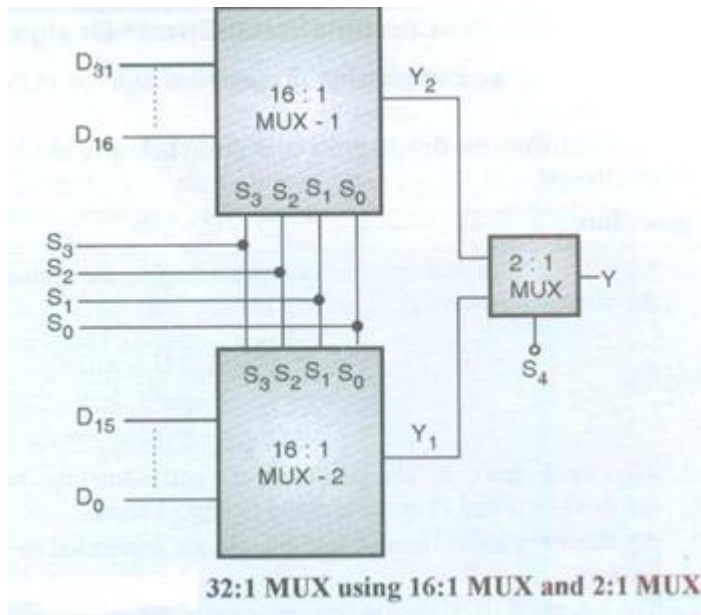 D31
D16
16 : 1
MUX - 1
Y2
S3 S2 S1 S0
S3
S2
S1
S0
2 : 1
MUX
Y
S4
S3 S2 S1 S0
D15
D0
16 : 1
MUX - 2
Y1
32:1 MUX using 16:1 MUX and 2:1 MUX